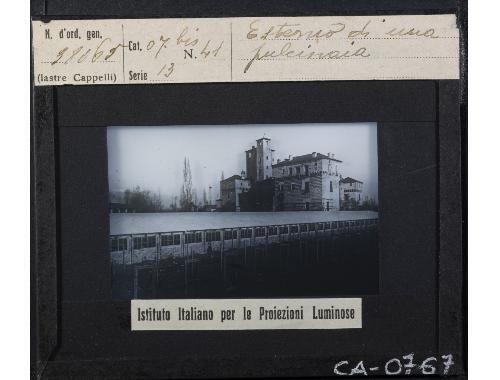 N. d'ord. gen.
98065
(lastre Cappelli)
Cat. 07. bis
N. 41
Serie 13
Esterno di una
pulcinaia
Istituto Italiano per le Proiezioni Luminose
CA-0767